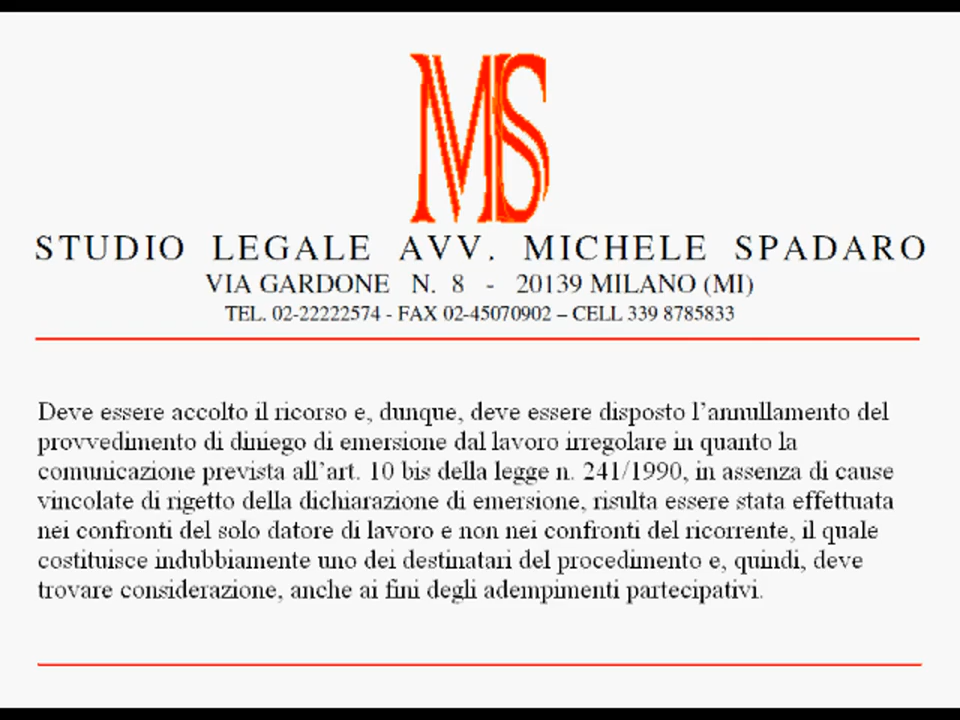 MS
STUDIO LEGALE AVV. MICHELE SPADARO
VIA GARDONE N. 8 - 20139 MILANO (MI)
TEL. 02-22222574 - FAX 02-45070902 – CELL 339 8785833
Deve essere accolto il ricorso e, dunque, deve essere disposto l’annullamento del
provvedimento di diniego di emersione dal lavoro irregolare in quanto la
comunicazione prevista all’art. 10 bis della legge n. 241/1990, in assenza di cause
vincolate di rigetto della dichiarazione di emersione, risulta essere stata effettuata
nei confronti del solo datore di lavoro e non nei confronti del ricorrente, il quale
costituisce indubbiamente uno dei destinatari del procedimento e, quindi, deve
trovare considerazione, anche ai fini degli adempimenti partecipativi.